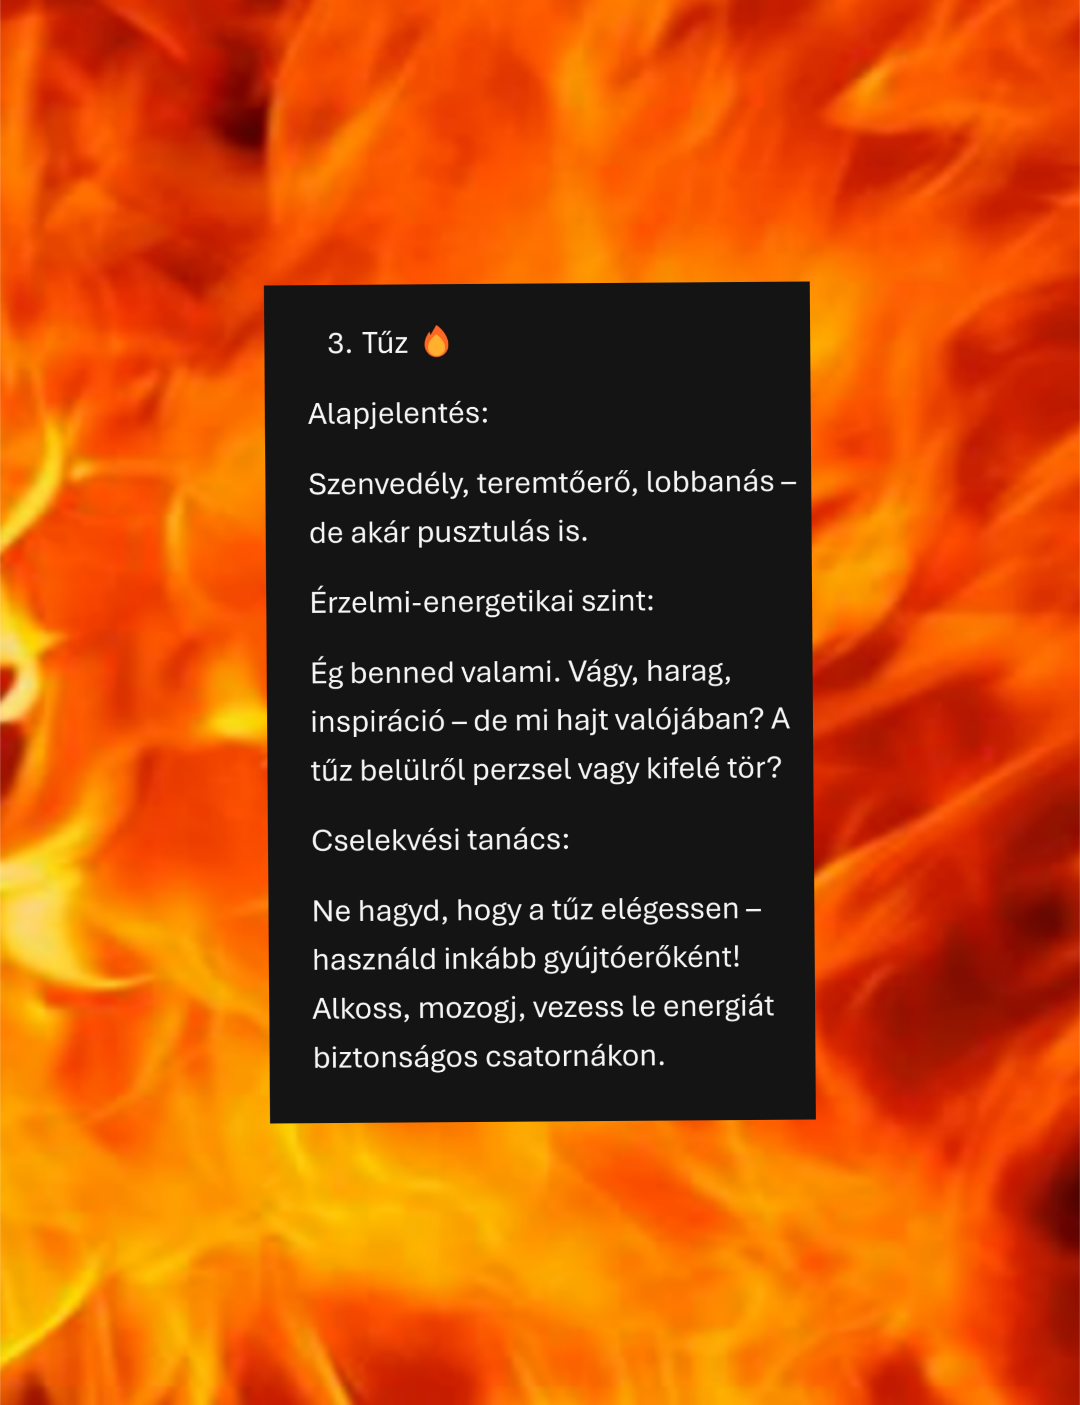 3. Tűz 🔥
Alapjelentés:
Szenvedély, teremtőerő, lobbanás –
de akár pusztulás is.
Érzelmi-energetikai szint:
Ég benned valami. Vágy, harag,
inspiráció – de mi hajt valójában? A
tűz belülről perzsel vagy kifelé tör?
Cselekvési tanács:
Ne hagyd, hogy a tűz elégessen –
használd inkább gyújtóerőként!
Alkoss, mozogj, vezess le energiát
biztonságos csatornákon.